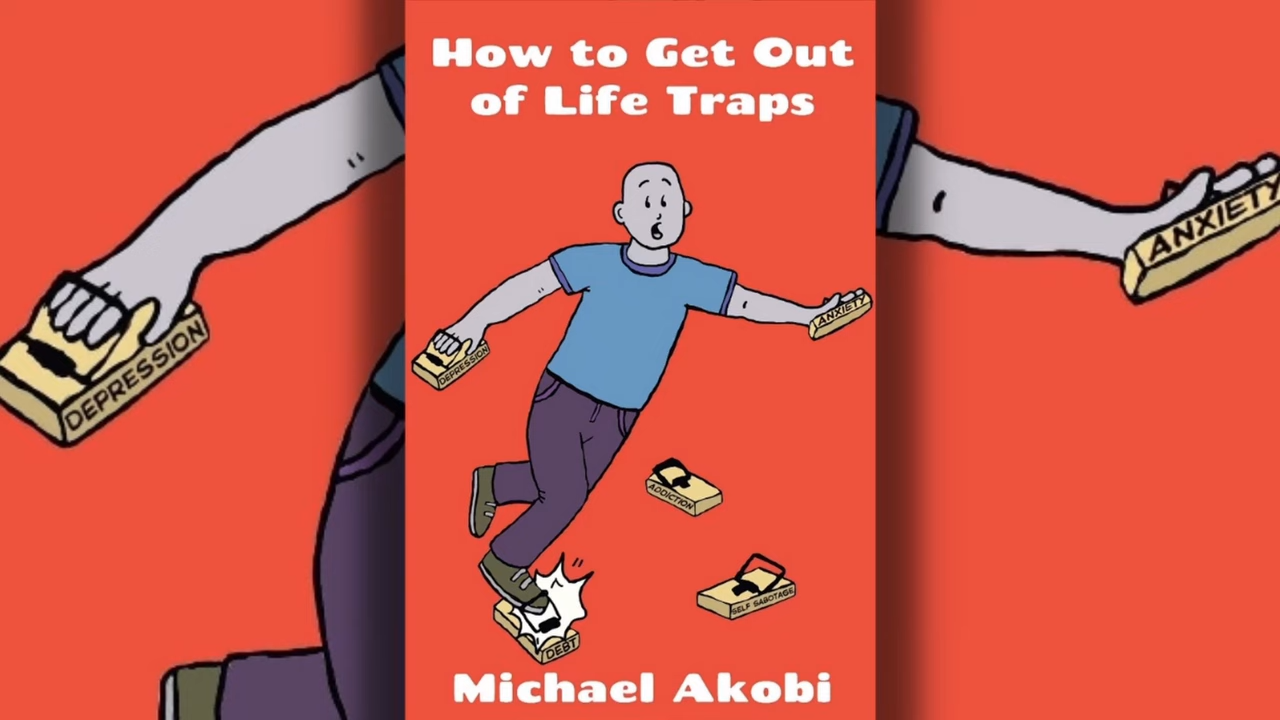 How to Get Out
of Life Traps
DEPRESSION
ANXIETY
DEPRESSION
ANXIETY
ADDICTION
SELF SABOTAGE
DEBT
Michael Akobi